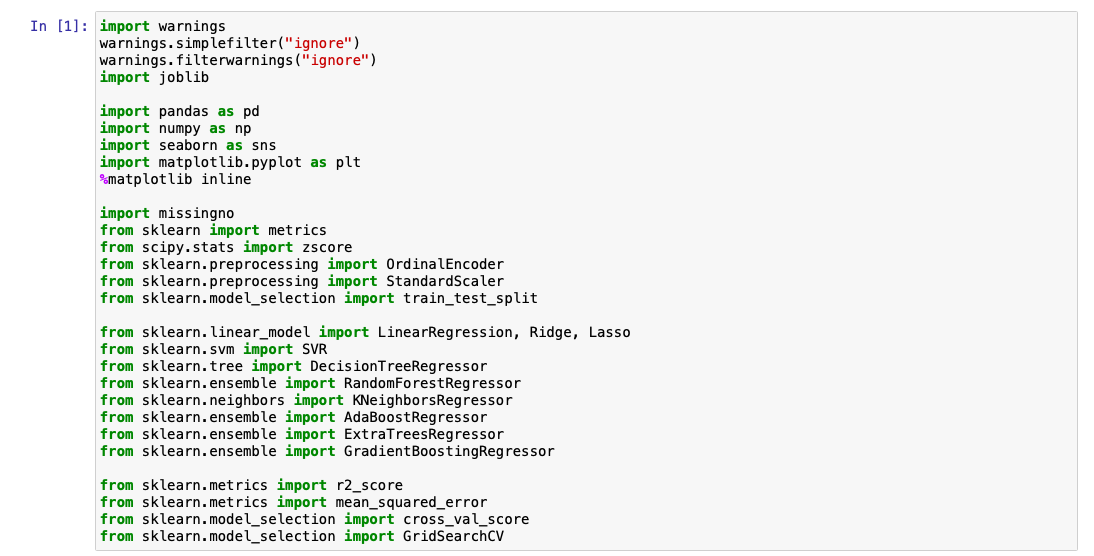 In [1]: import warnings
warnings.simplefilter("ignore")
warnings.filterwarnings("ignore")
import joblib

import pandas as pd
import numpy as np
import seaborn as sns
import matplotlib.pyplot as plt
%matplotlib inline

import missingno
from sklearn import metrics
from scipy.stats import zscore
from sklearn.preprocessing import OrdinalEncoder
from sklearn.preprocessing import StandardScaler
from sklearn.model_selection import train_test_split

from sklearn.linear_model import LinearRegression, Ridge, Lasso
from sklearn.svm import SVR
from sklearn.tree import DecisionTreeRegressor
from sklearn.ensemble import RandomForestRegressor
from sklearn.neighbors import KNeighborsRegressor
from sklearn.ensemble import AdaBoostRegressor
from sklearn.ensemble import ExtraTreesRegressor
from sklearn.ensemble import GradientBoostingRegressor

from sklearn.metrics import r2_score
from sklearn.metrics import mean_squared_error
from sklearn.model_selection import cross_val_score
from sklearn.model_selection import GridSearchCV